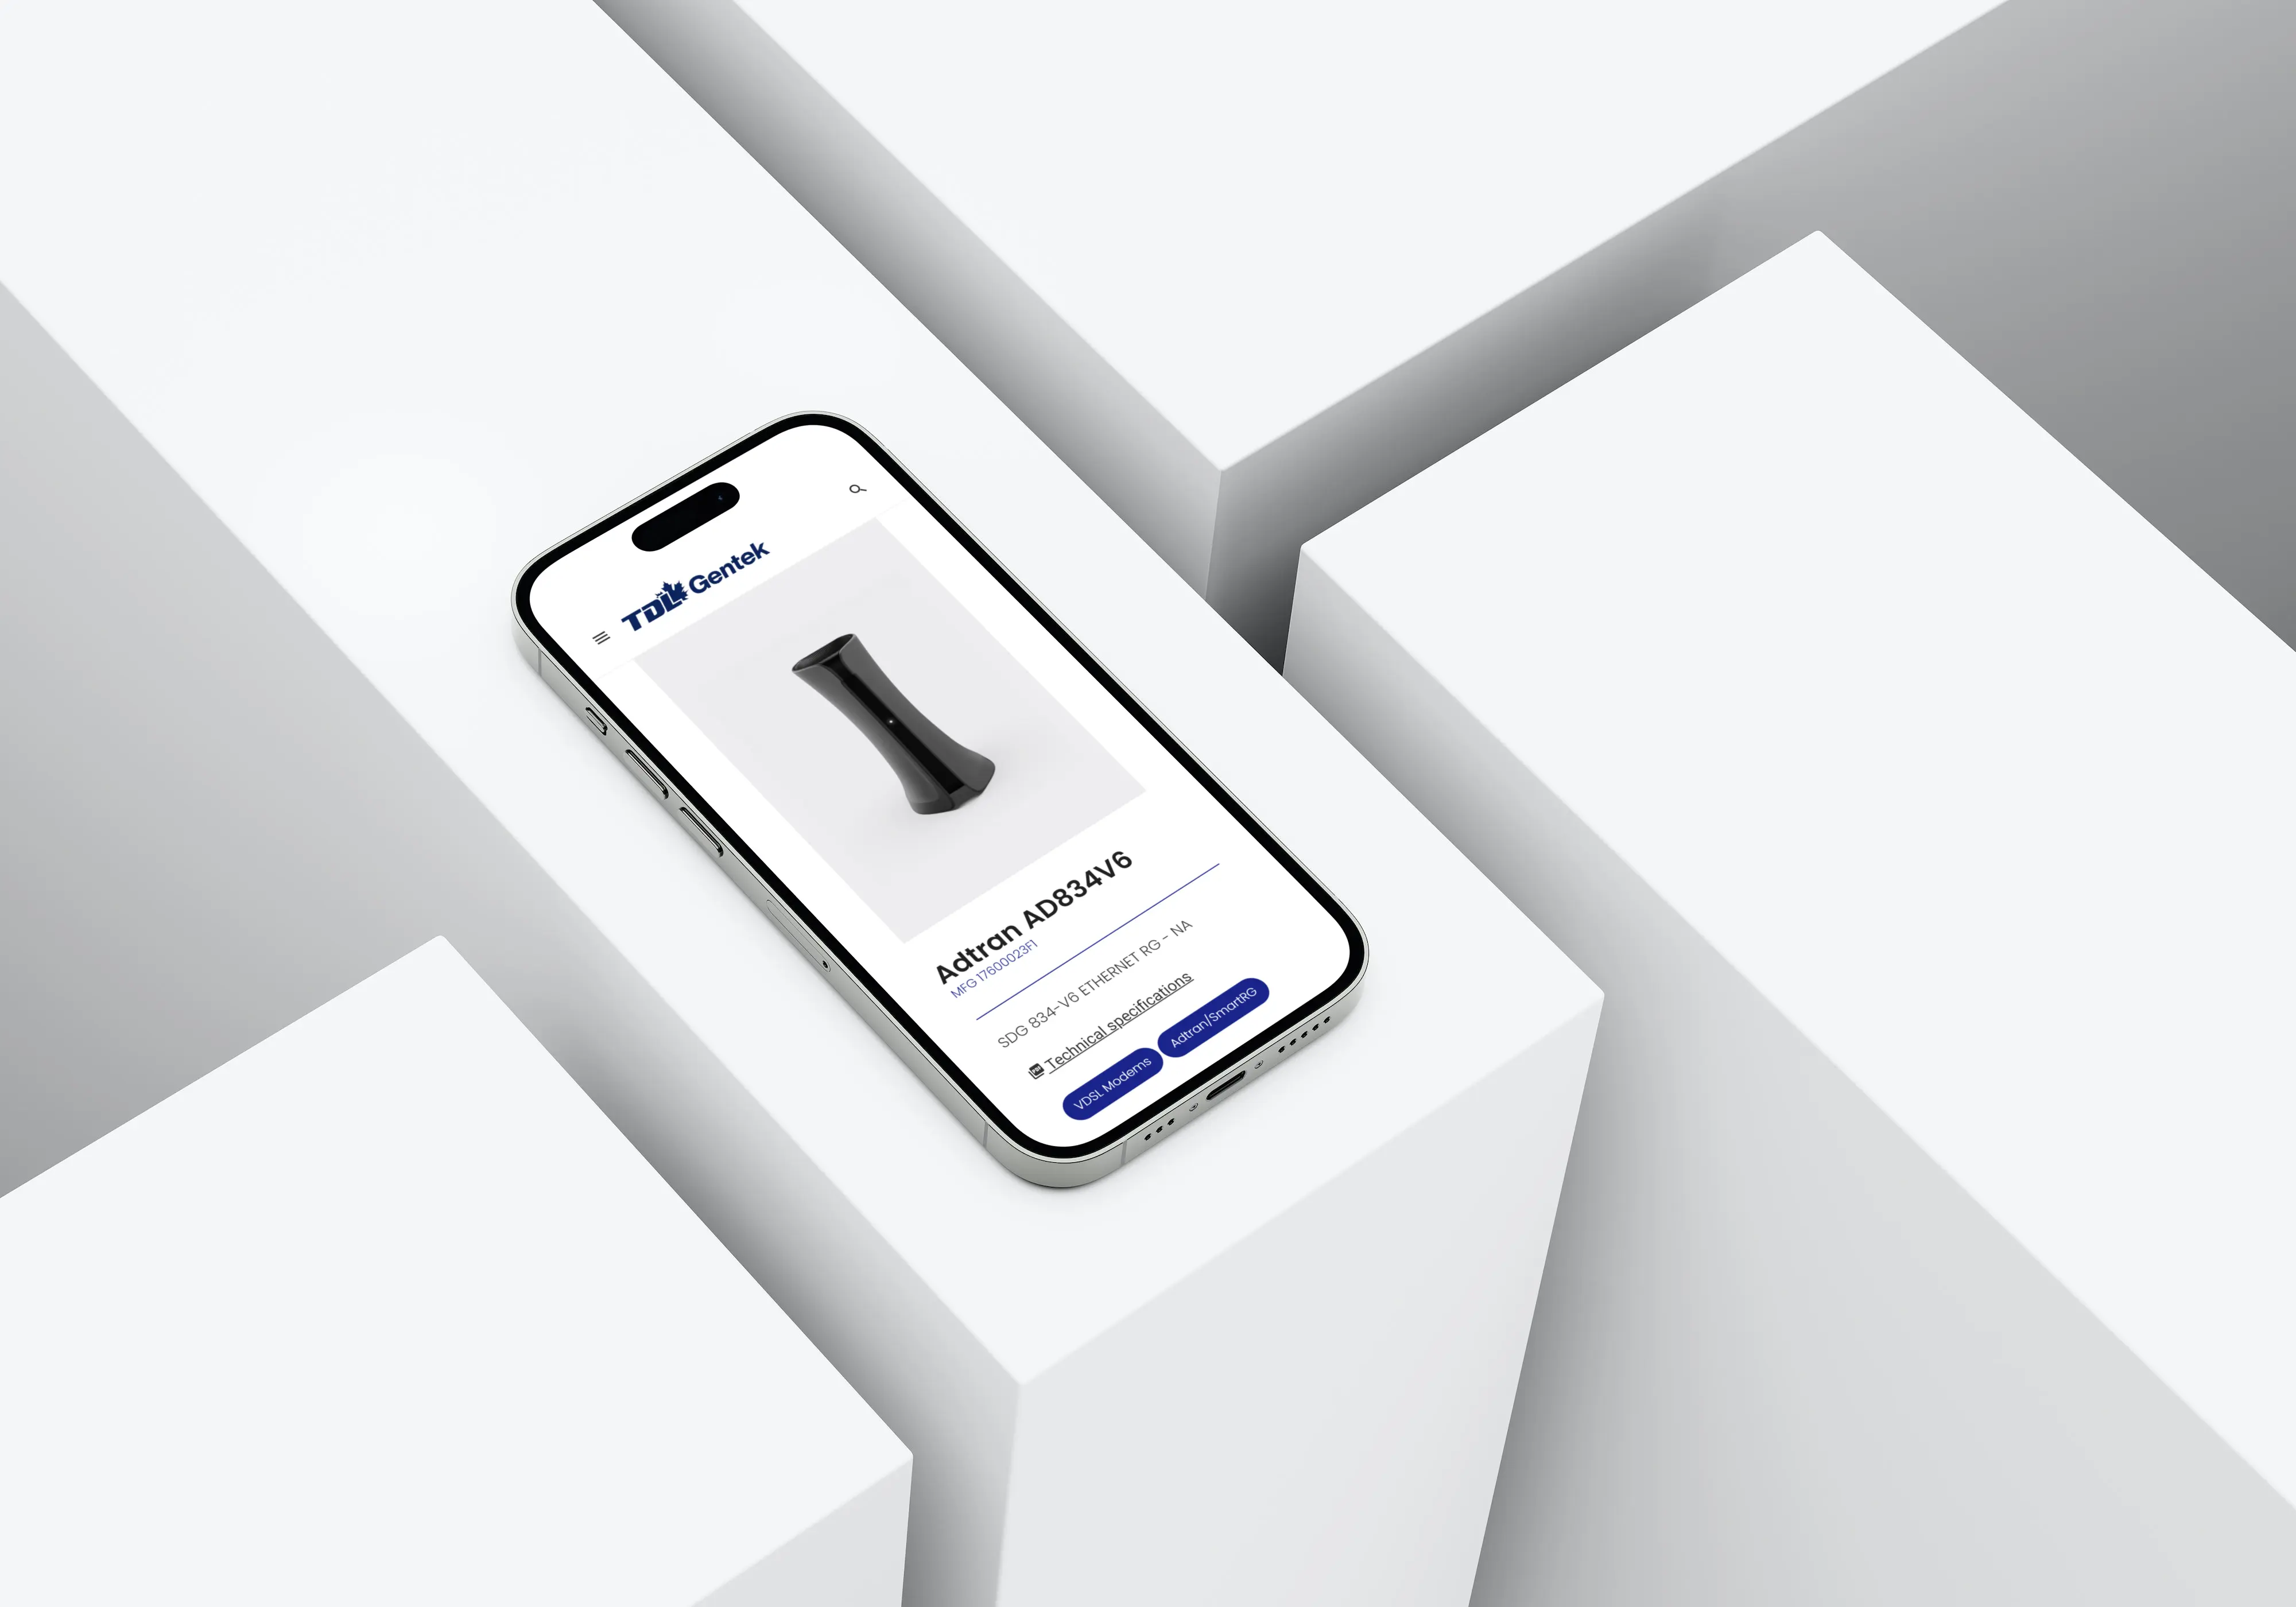 TDL Gentek
Adtran AD834V6
MFG 17600023F1
SDG 834-V6 ETHERNET RG - NA
Technical specifications
VDSL Modems
Adtran/SmartRG